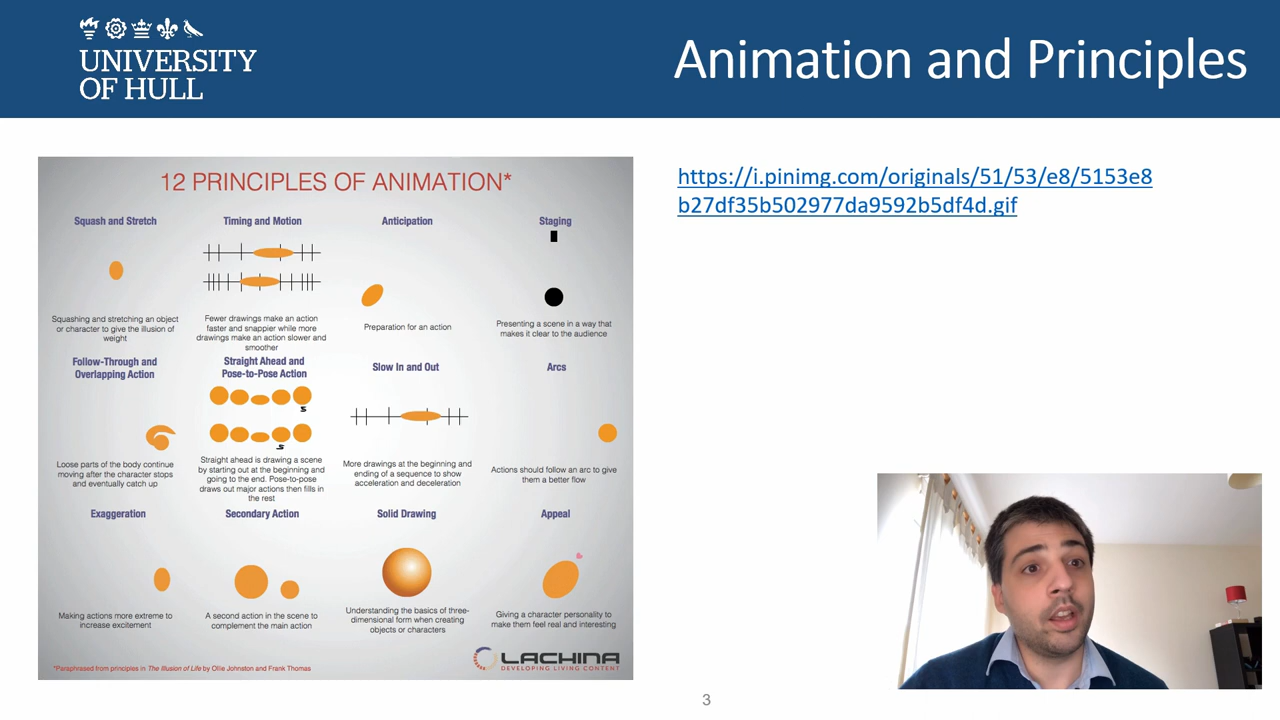 UNIVERSITY
OF HULL
Animation and Principles
12 PRINCIPLES OF ANIMATION*
Squash and Stretch
Squashing and stretching an object
or character to give the illusion of
weight
Timing and Motion
Fewer drawings make an action
faster and snappier while more
drawings make an action slower and
smoother
Anticipation
Preparation for an action
Staging
Presenting a scene in a way that
makes it clear to the audience
Follow-Through and
Overlapping Action
Loose parts of the body continue
moving after the character stops
and eventually catch up
Straight Ahead and
Pose-to-Pose Action
S
S
Straight ahead is drawing a scene
by starting out at the beginning and
going to the end. Pose-to-pose
draws out major actions then fills in
the rest
Slow In and Out
More drawings at the beginning and
ending of a sequence to show
acceleration and deceleration
Arcs
Actions should follow an arc to give
them a better flow
Exaggeration
Making actions more extreme to
increase excitement
Secondary Action
A second action in the scene to
complement the main action
Solid Drawing
Understanding the basics of three-
dimensional form when creating
objects or characters
Appeal
Giving a character personality to
make them feel real and interesting
*Paraphrased from principles in The Illusion of Life by Ollie Johnston and Frank Thomas
LACHINA
DEVELOPING LIVING CONTENT
https://i.pinimg.com/originals/51/53/e8/5153e8
b27df35b502977da9592b5df4d.gif
3